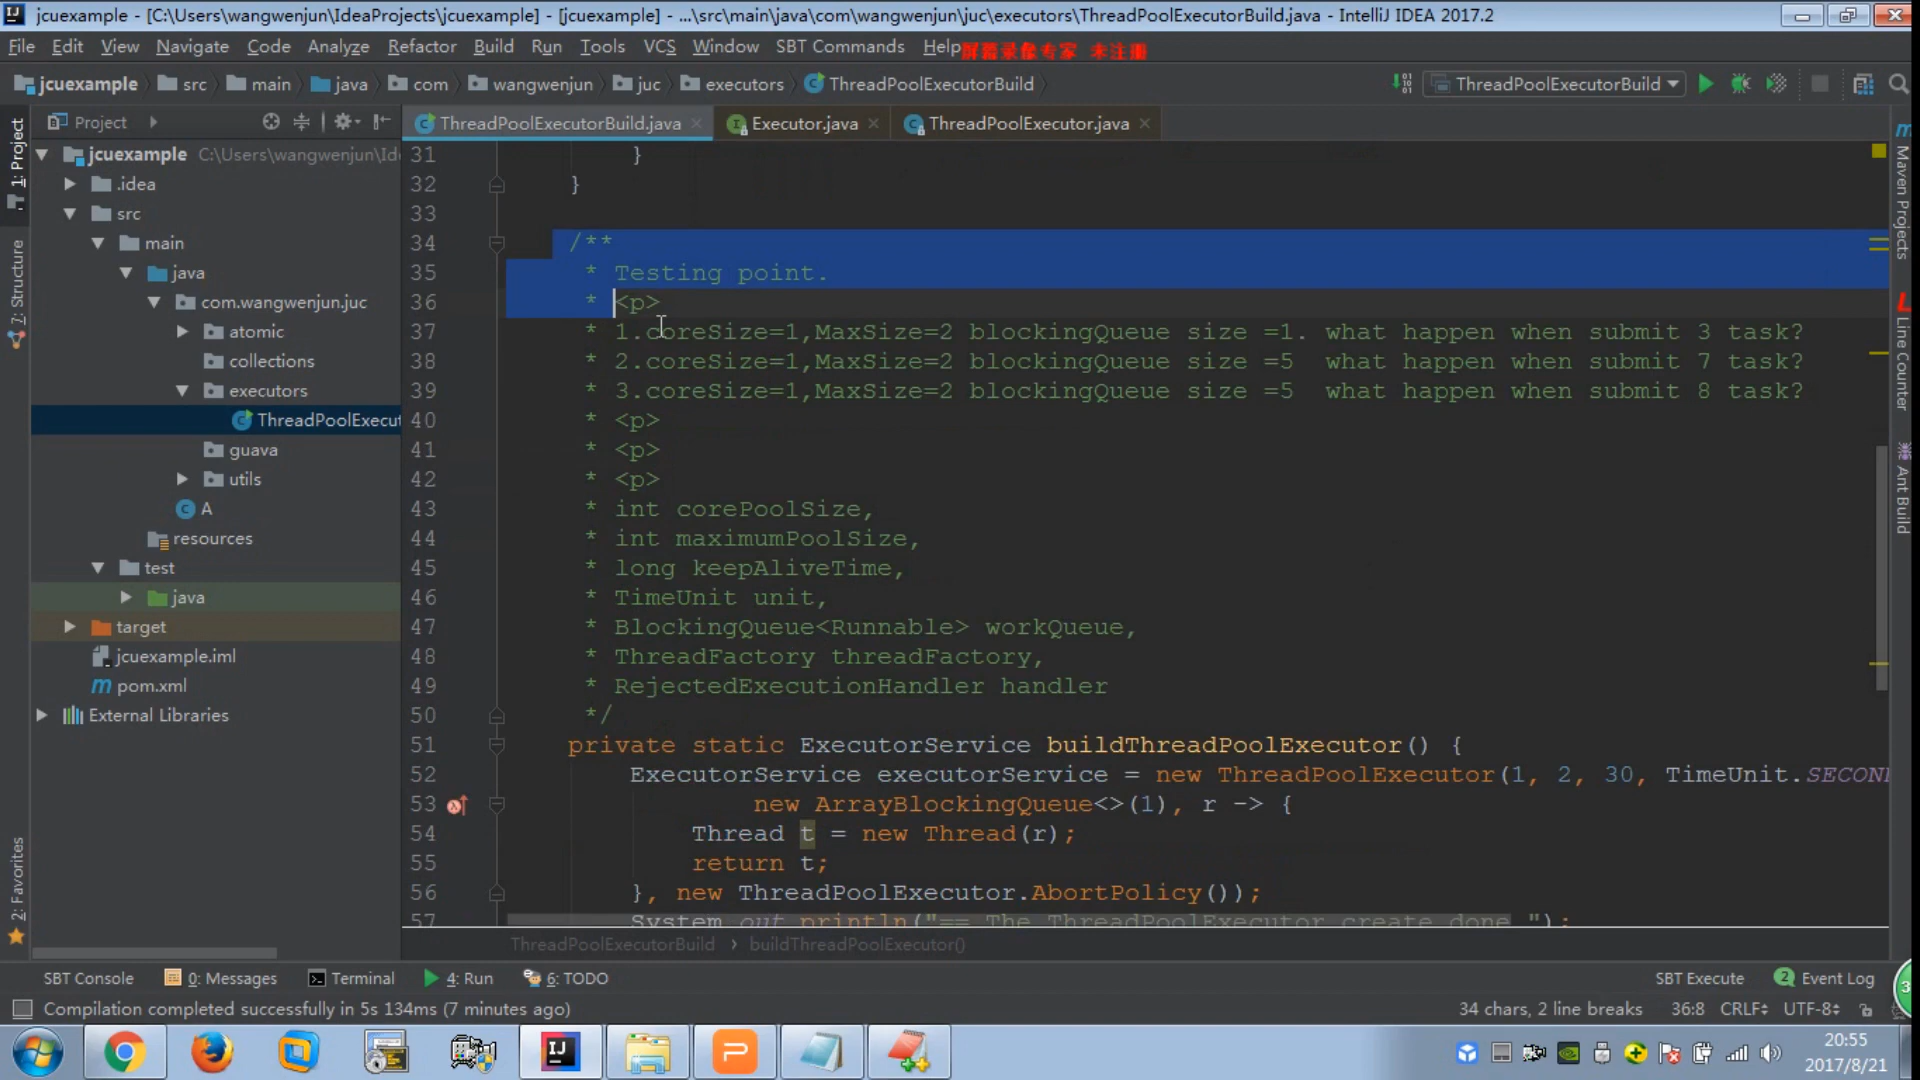 jcuexample - [C:\Users\wangwenjun\IdeaProjects\jcuexample] - [jcuexample] - ...\src\main\java\com\wangwenjun\juc\executors\ThreadPoolExecutorBuild.java - IntelliJ IDEA 2017.2
File Edit View Navigate Code Analyze Refactor Build Run Tools VCS Window SBT Commands Help
屏幕录像专家 未注册
jcuexample src main java com wangwenjun juc executors ThreadPoolExecutorBuild
ThreadPoolExecutorBuild
Project
ThreadPoolExecutorBuild.java Executor.java ThreadPoolExecutor.java
1: Project
7: Structure
2: Favorites
jcuexample C:\Users\wangwenjun\Ide
.idea
src
main
java
com.wangwenjun.juc
atomic
collections
executors
ThreadPoolExecut
guava
utils
A
resources
test
java
target
jcuexample.iml
pom.xml
External Libraries
31 }
32 }
33
34 /**
35 * Testing point.
36 * <p>
37 * 1.coreSize=1,MaxSize=2 blockingQueue size =1. what happen when submit 3 task?
38 * 2.coreSize=1,MaxSize=2 blockingQueue size =5 what happen when submit 7 task?
39 * 3.coreSize=1,MaxSize=2 blockingQueue size =5 what happen when submit 8 task?
40 * <p>
41 * <p>
42 * <p>
43 * int corePoolSize,
44 * int maximumPoolSize,
45 * long keepAliveTime,
46 * TimeUnit unit,
47 * BlockingQueue<Runnable> workQueue,
48 * ThreadFactory threadFactory,
49 * RejectedExecutionHandler handler
50 */
51 private static ExecutorService buildThreadPoolExecutor() {
52 ExecutorService executorService = new ThreadPoolExecutor(1, 2, 30, TimeUnit.SECON
53 new ArrayBlockingQueue<>(1), r -> {
54 Thread t = new Thread(r);
55 return t;
56 }, new ThreadPoolExecutor.AbortPolicy());
57 System.out.println("== The ThreadPoolExecutor create done ");
Maven Projects
Line Counter
Ant Build
ThreadPoolExecutorBuild › buildThreadPoolExecutor()
SBT Console 0: Messages Terminal 4: Run 6: TODO SBT Execute 2 Event Log
Compilation completed successfully in 5s 134ms (7 minutes ago) 34 chars, 2 line breaks 36:8 CRLF UTF-8
20:55
2017/8/21